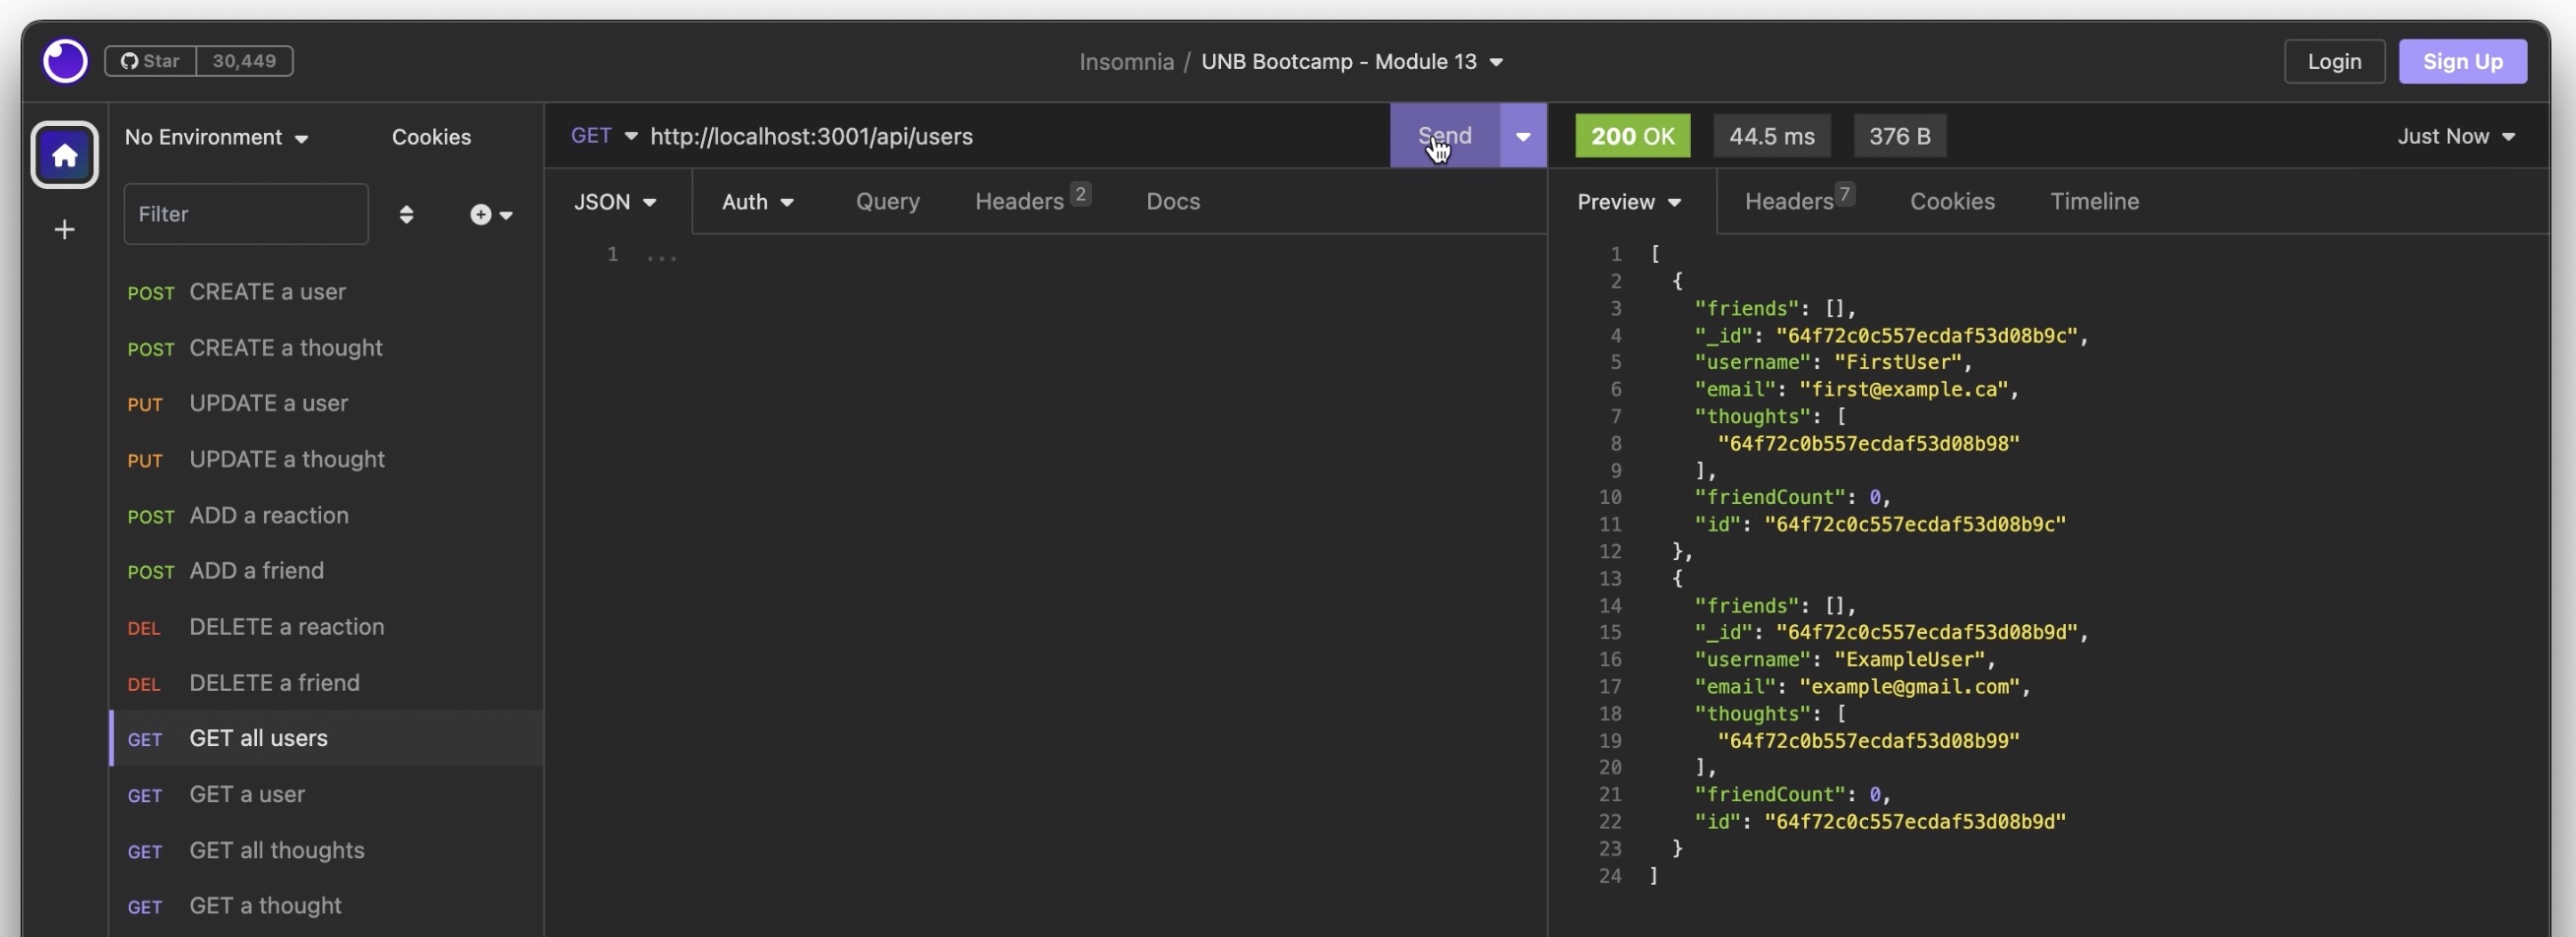 Star 30,449
Insomnia / UNB Bootcamp - Module 13
Login
Sign Up
No Environment
Cookies
Filter
POST CREATE a user
POST CREATE a thought
PUT UPDATE a user
PUT UPDATE a thought
POST ADD a reaction
POST ADD a friend
DEL DELETE a reaction
DEL DELETE a friend
GET GET all users
GET GET a user
GET GET all thoughts
GET GET a thought
GET http://localhost:3001/api/users
Send
JSON Auth Query Headers 2 Docs
1 ...
200 OK 44.5 ms 376 B Just Now
Preview Headers 7 Cookies Timeline
1 [
2 {
3 "friends": [],
4 "_id": "64f72c0c557ecdaf53d08b9c",
5 "username": "FirstUser",
6 "email": "first@example.ca",
7 "thoughts": [
8 "64f72c0b557ecdaf53d08b98"
9 ],
10 "friendCount": 0,
11 "id": "64f72c0c557ecdaf53d08b9c"
12 },
13 {
14 "friends": [],
15 "_id": "64f72c0c557ecdaf53d08b9d",
16 "username": "ExampleUser",
17 "email": "example@gmail.com",
18 "thoughts": [
19 "64f72c0b557ecdaf53d08b99"
20 ],
21 "friendCount": 0,
22 "id": "64f72c0c557ecdaf53d08b9d"
23 }
24 ]